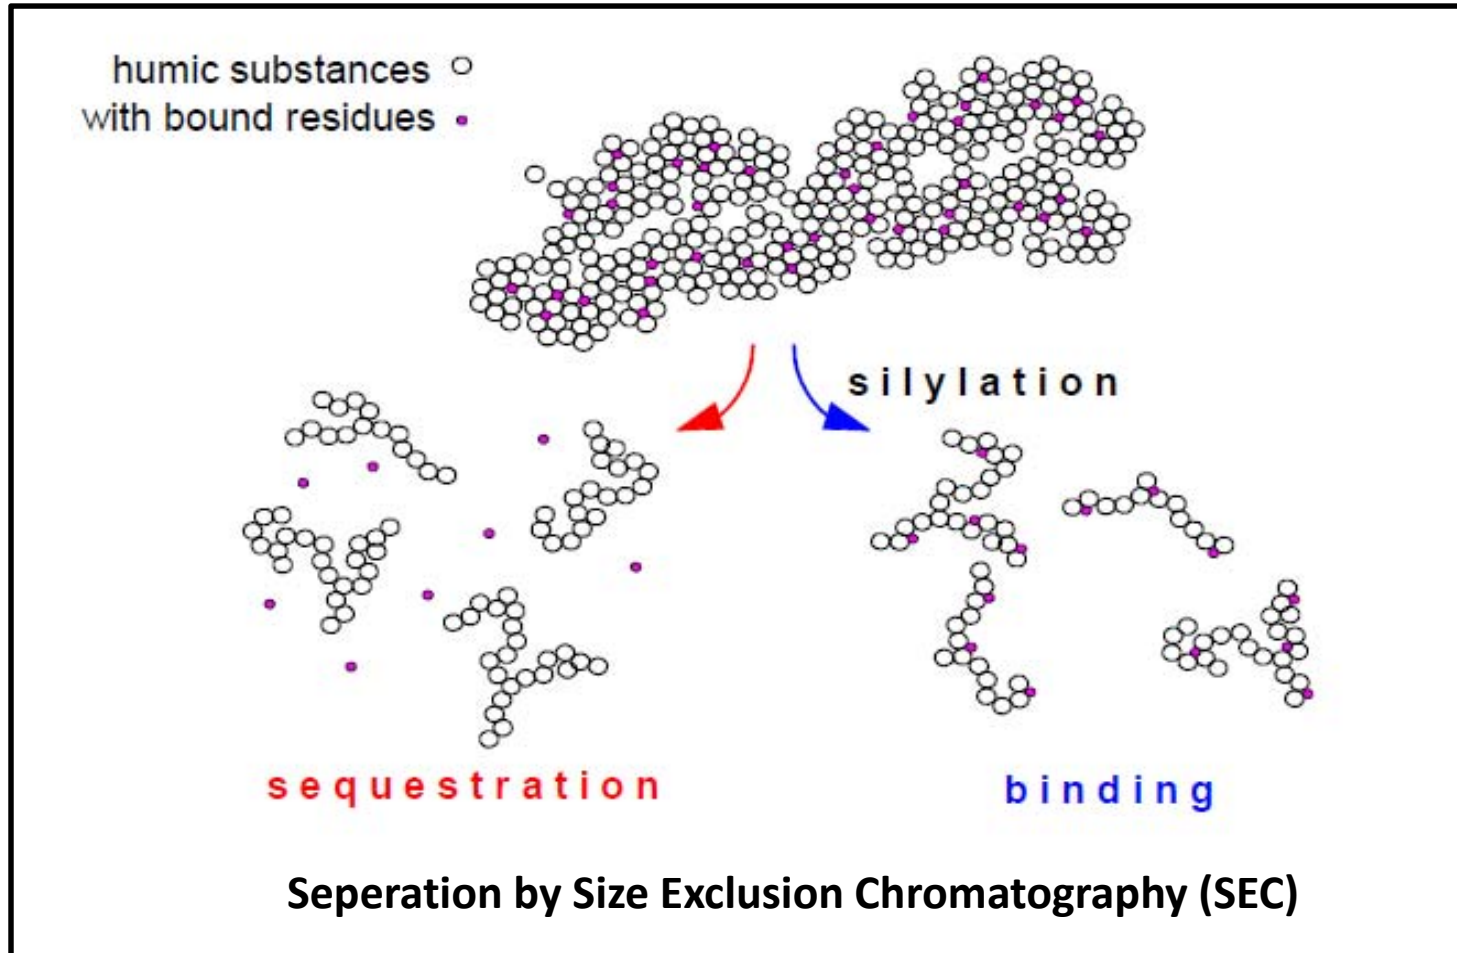 humic substances
with bound residues
silylation
sequestration
binding
Seperation by Size Exclusion Chromatography (SEC)